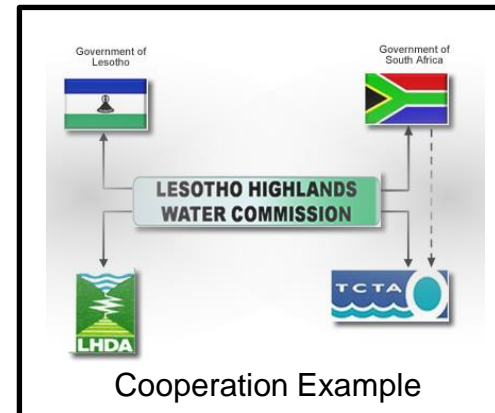 Government of
Lesotho
Government of
South Africa
LESOTHO HIGHLANDS
WATER COMMISSION
LHDA
TCTA
Cooperation Example